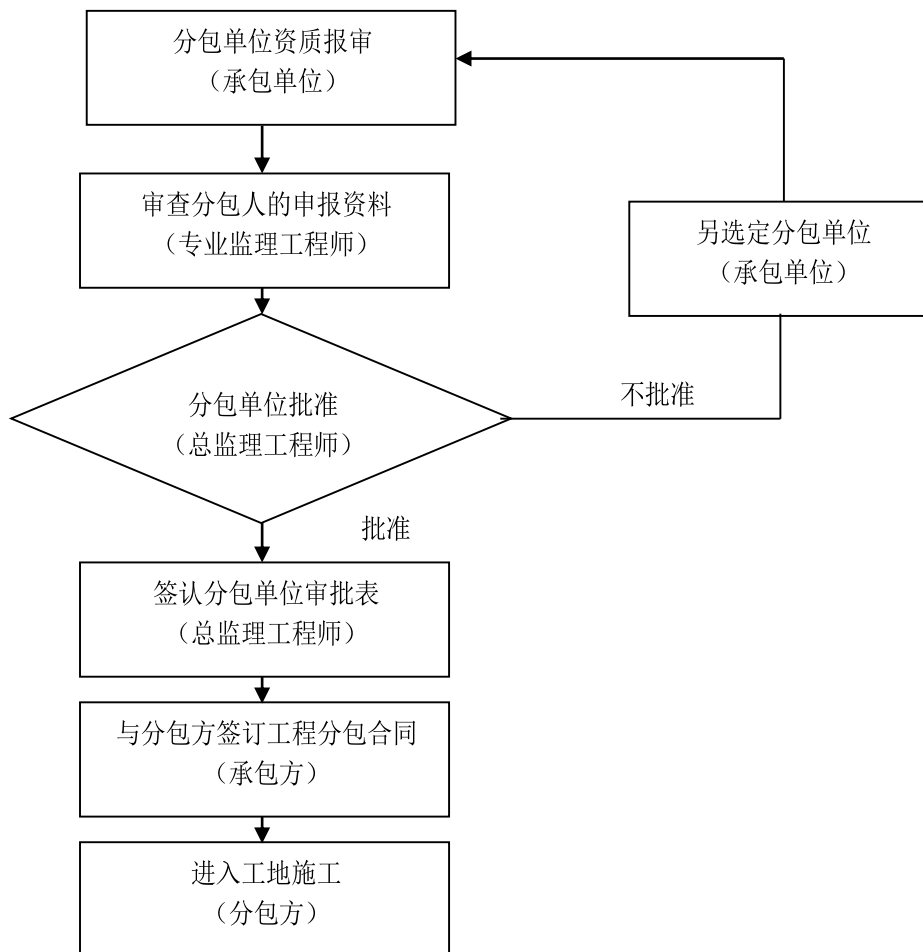 分包单位资质报审
（承包单位）
审查分包人的申报资料
（专业监理工程师）
另选定分包单位
（承包单位）
分包单位批准
（总监理工程师）
不批准
批准
签认分包单位审批表
（总监理工程师）
与分包方签订工程分包合同
（承包方）
进入工地施工
（分包方）